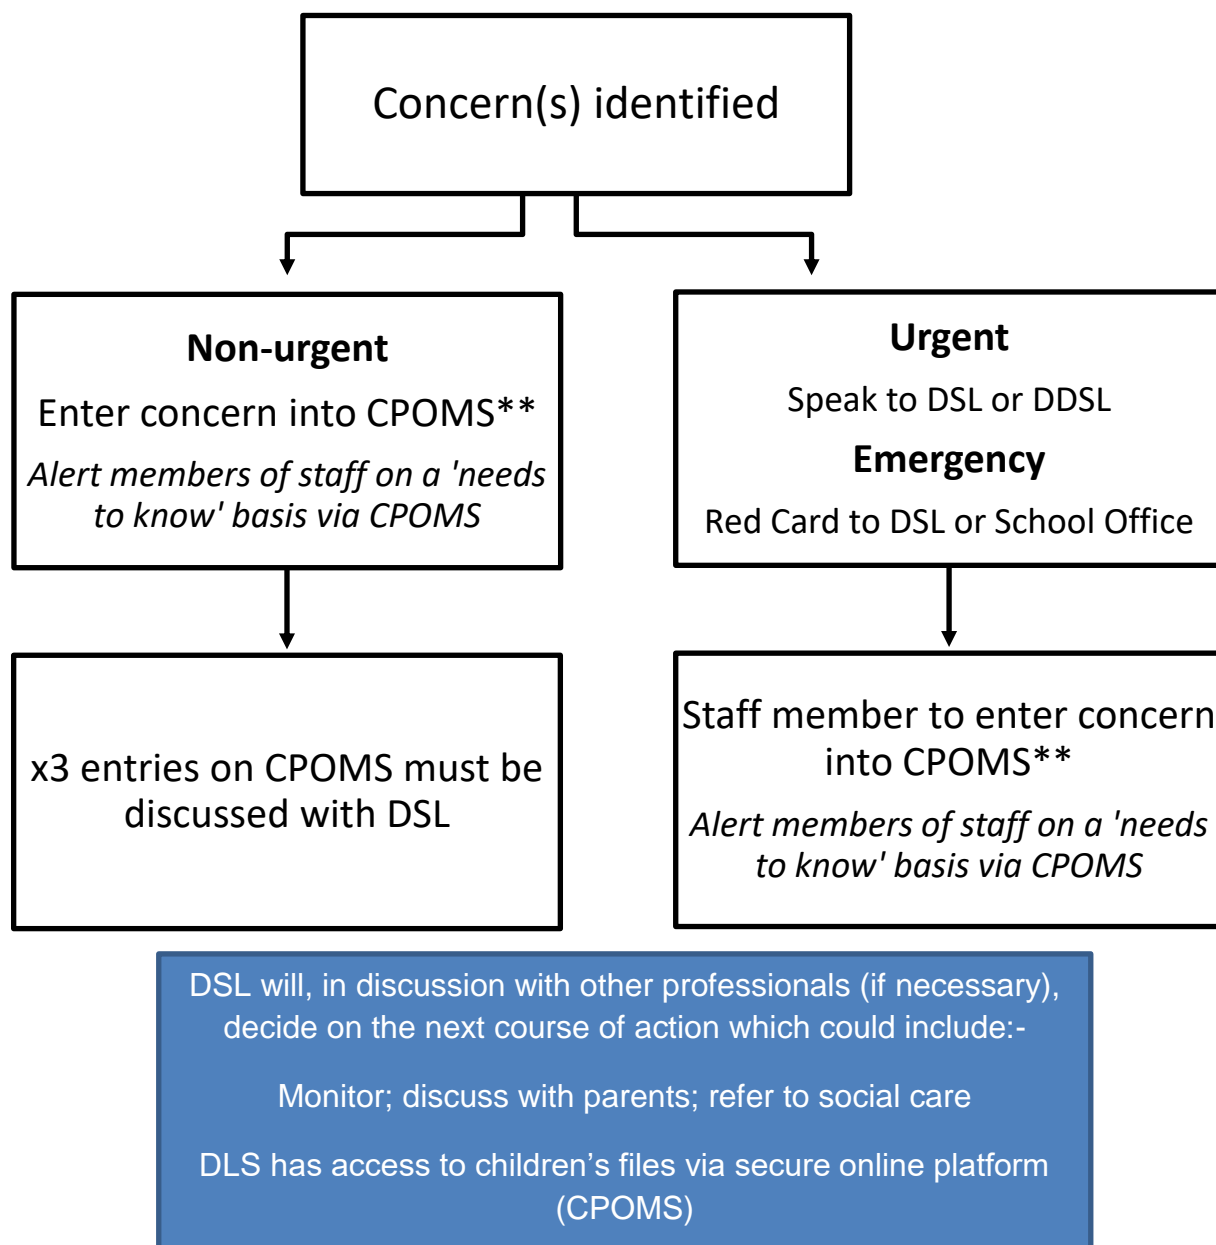 Concern(s) identified
Non-urgent
Enter concern into CPOMS**
Alert members of staff on a 'needs
to know' basis via CPOMS
Urgent
Speak to DSL or DDSL
Emergency
Red Card to DSL or School Office
x3 entries on CPOMS must be
discussed with DSL
Staff member to enter concern
into CPOMS**
Alert members of staff on a 'needs
to know' basis via CPOMS
DSL will, in discussion with other professionals (if necessary),
decide on the next course of action which could include:-
Monitor; discuss with parents; refer to social care
DLS has access to children’s files via secure online platform
(CPOMS)